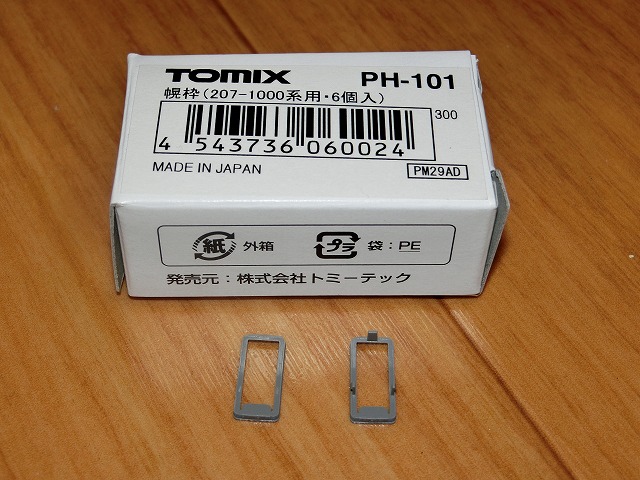 TOMIX PH-101
幌枠(207-1000系用・6個入)
300
4 543736 060024
MADE IN JAPAN
PM29AD
紙 外箱 プラ 袋:PE
発売元:株式会社トミーテック